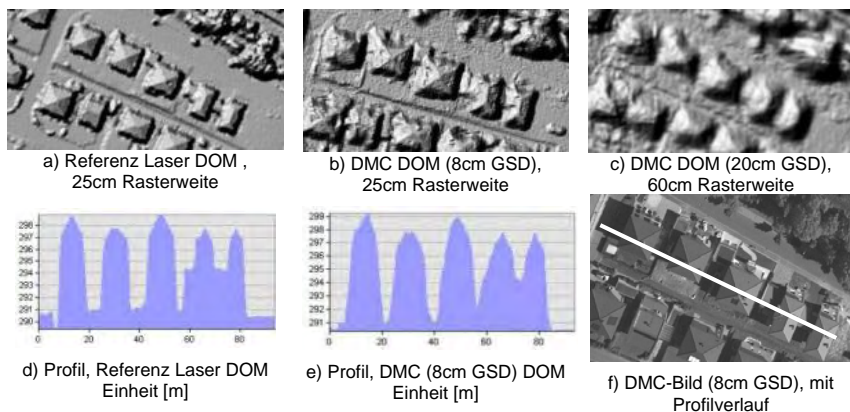 a) Referenz Laser DOM ,
25cm Rasterweite
b) DMC DOM (8cm GSD),
25cm Rasterweite
c) DMC DOM (20cm GSD),
60cm Rasterweite
298
297
296
295
294
293
292
291
290
0
20
40
60
80
d) Profil, Referenz Laser DOM
Einheit [m]
299
298
297
296
295
294
293
292
291
0
20
40
60
80
e) Profil, DMC (8cm GSD) DOM
Einheit [m]
f) DMC-Bild (8cm GSD), mit
Profilverlauf